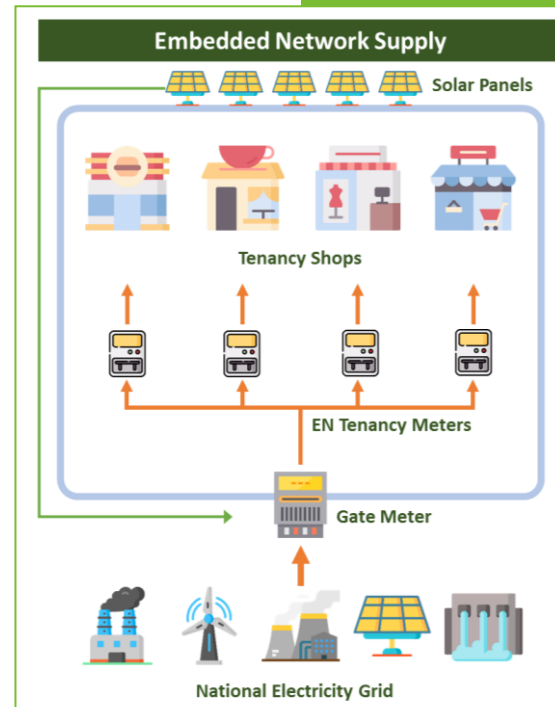 Embedded Network Supply
Solar Panels
Tenancy Shops
EN Tenancy Meters
Gate Meter
National Electricity Grid